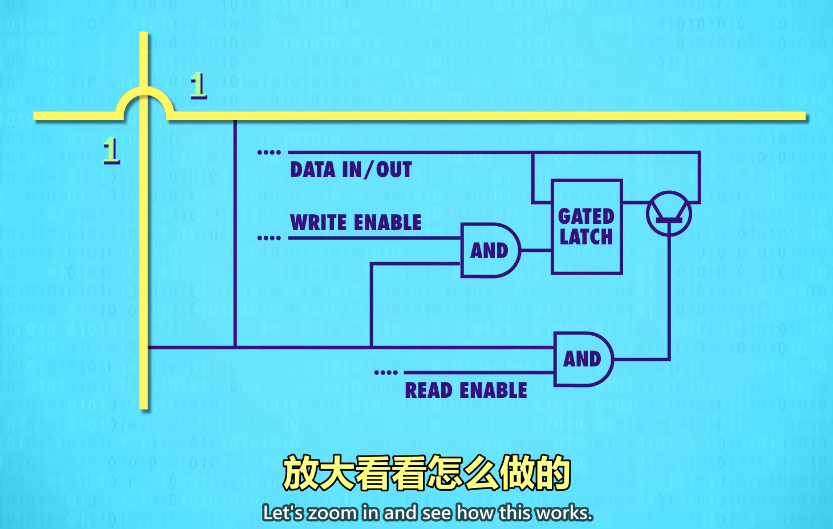 1
1
DATA IN/OUT
WRITE ENABLE
AND
GATED
LATCH
AND
READ ENABLE
放大看看怎么做的
Let's zoom in and see how this works.